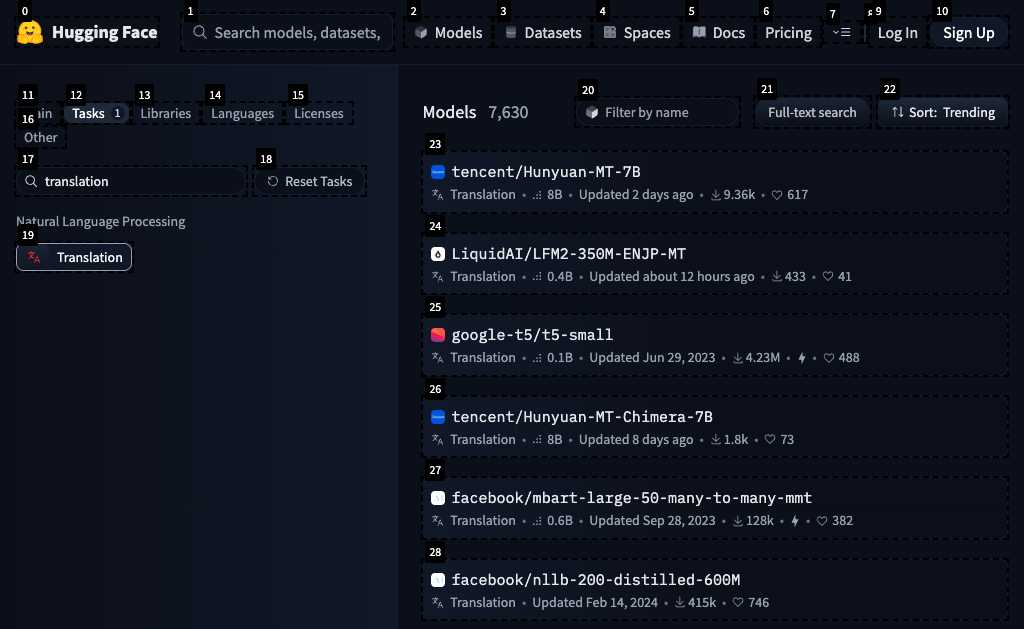 0 1 2 3 4 5 6 7 9 10
Hugging Face Search models, datasets, Models Datasets Spaces Docs Pricing Log In Sign Up
11 12 13 14 15
Tasks 1 Libraries Languages Licenses
16
Other
17 18
translation Reset Tasks
Natural Language Processing
19
Translation
20 21 22
Models 7,630 Filter by name Full-text search Sort: Trending
23
tencent/Hunyuan-MT-7B
Translation • 8B • Updated 2 days ago • 9.36k • 617
24
LiquidAI/LFM2-350M-ENJP-MT
Translation • 0.4B • Updated about 12 hours ago • 433 • 41
25
google-t5/t5-small
Translation • 0.1B • Updated Jun 29, 2023 • 4.23M • • 488
26
tencent/Hunyuan-MT-Chimera-7B
Translation • 8B • Updated 8 days ago • 1.8k • 73
27
facebook/mbart-large-50-many-to-many-mmt
Translation • 0.6B • Updated Sep 28, 2023 • 128k • • 382
28
facebook/nllb-200-distilled-600M
Translation • Updated Feb 14, 2024 • 415k • 746